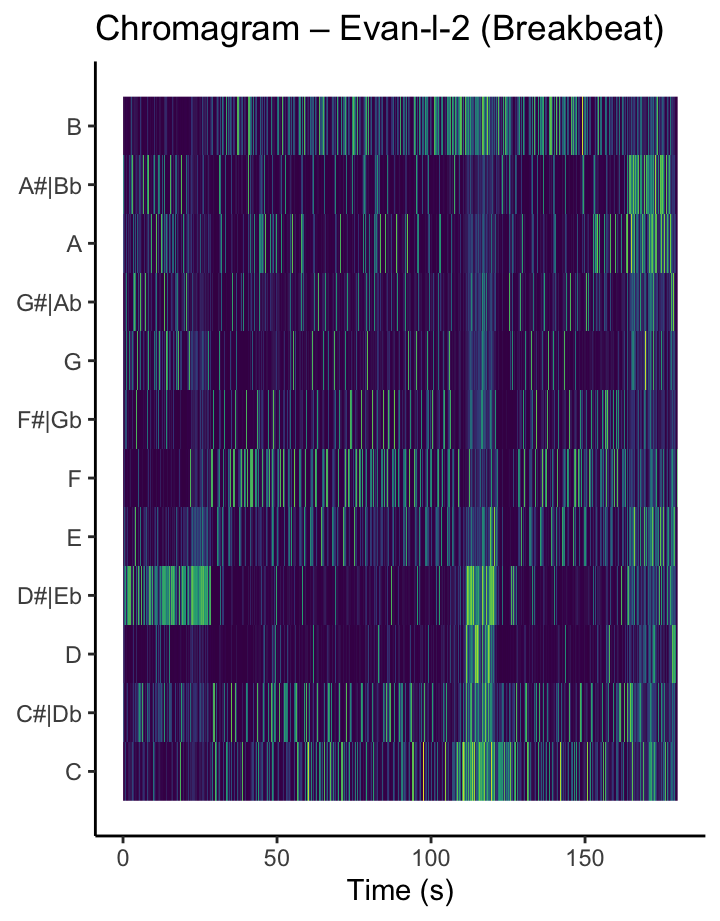 Chromagram – Evan-l-2 (Breakbeat)
B
A#|Bb
A
G#|Ab
G
F#|Gb
F
E
D#|Eb
D
C#|Db
C
0 50 100 150
Time (s)